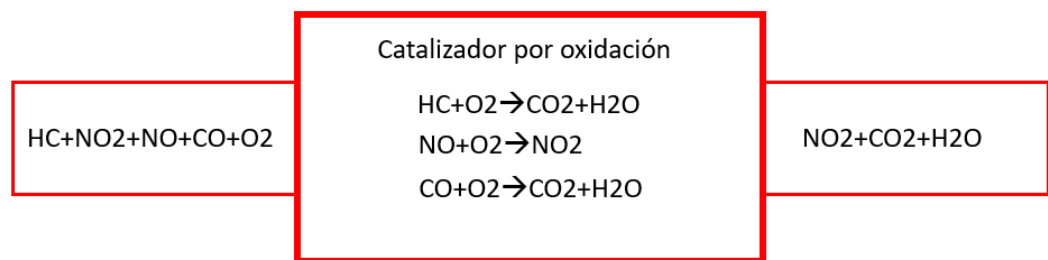 Catalizador por oxidación
HC+NO2+NO+CO+O2
HC+O2→CO2+H2O
NO+O2→NO2
CO+O2→CO2+H2O
NO2+CO2+H2O